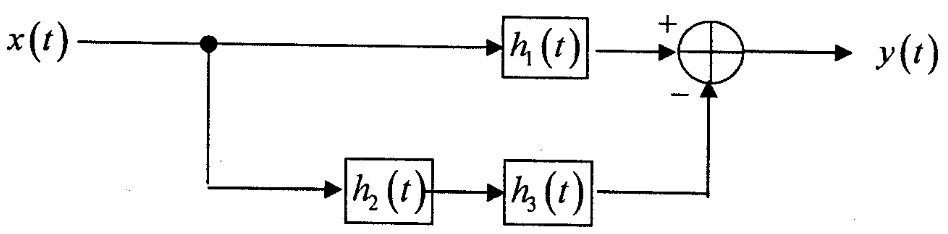 x(t)
h₁(t)
+
y(t)
−
h₂(t)
h₃(t)